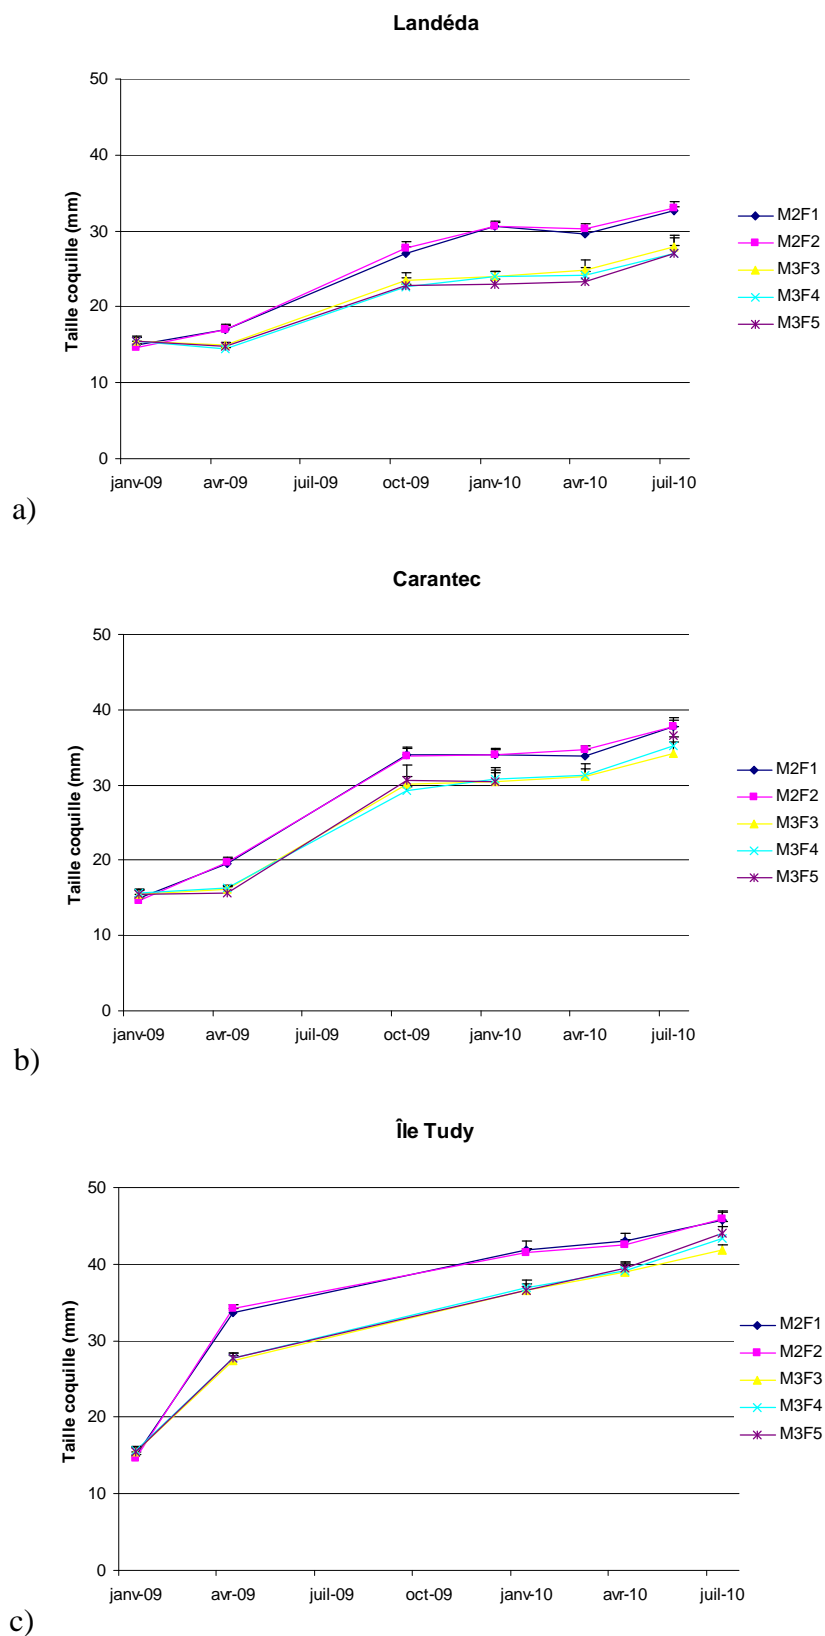 Landéda
50
40
30
20
10
0
Taille coquille (mm)
janv-09 avr-09 juil-09 oct-09 janv-10 avr-10 juil-10
M2F1
M2F2
M3F3
M3F4
M3F5
a)
Carantec
50
40
30
20
10
0
Taille coquille (mm)
janv-09 avr-09 juil-09 oct-09 janv-10 avr-10 juil-10
M2F1
M2F2
M3F3
M3F4
M3F5
b)
Île Tudy
50
40
30
20
10
0
Taille coquille (mm)
janv-09 avr-09 juil-09 oct-09 janv-10 avr-10 juil-10
M2F1
M2F2
M3F3
M3F4
M3F5
c)